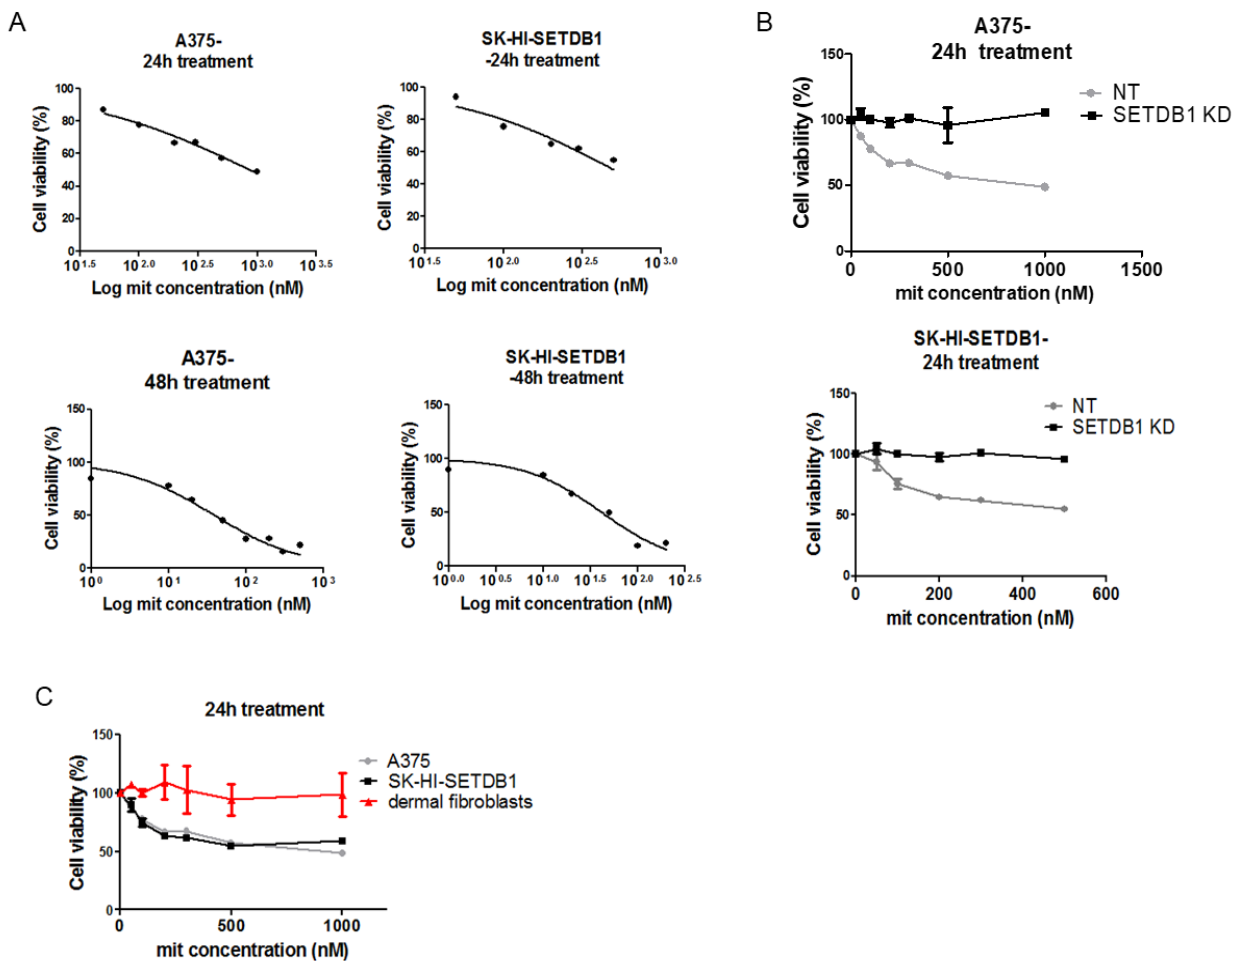 A
A375-
24h treatment
Cell viability (%)
100
80
60
40
20
0
10^1.5
10^2.0
10^2.5
10^3.0
10^3.5
Log mit concentration (nM)
SK-HI-SETDB1
-24h treatment
Cell viability (%)
100
80
60
40
20
0
10^1.5
10^2.0
10^2.5
10^3.0
Log mit concentration (nM)
B
A375-
24h treatment
Cell viability (%)
150
100
50
0
0
500
1000
1500
mit concentration (nM)
NT
SETDB1 KD
A375-
48h treatment
Cell viability (%)
150
100
50
0
10^0
10^1
10^2
10^3
Log mit concentration (nM)
SK-HI-SETDB1
-48h treatment
Cell viability (%)
150
100
50
0
10^0.0
10^0.5
10^1.0
10^1.5
10^2.0
10^2.5
Log mit concentration (nM)
SK-HI-SETDB1-
24h treatment
Cell viability (%)
150
100
50
0
0
200
400
600
mit concentration (nM)
NT
SETDB1 KD
C
24h treatment
Cell viability (%)
150
100
50
0
0
500
1000
mit concentration (nM)
A375
SK-HI-SETDB1
dermal fibroblasts